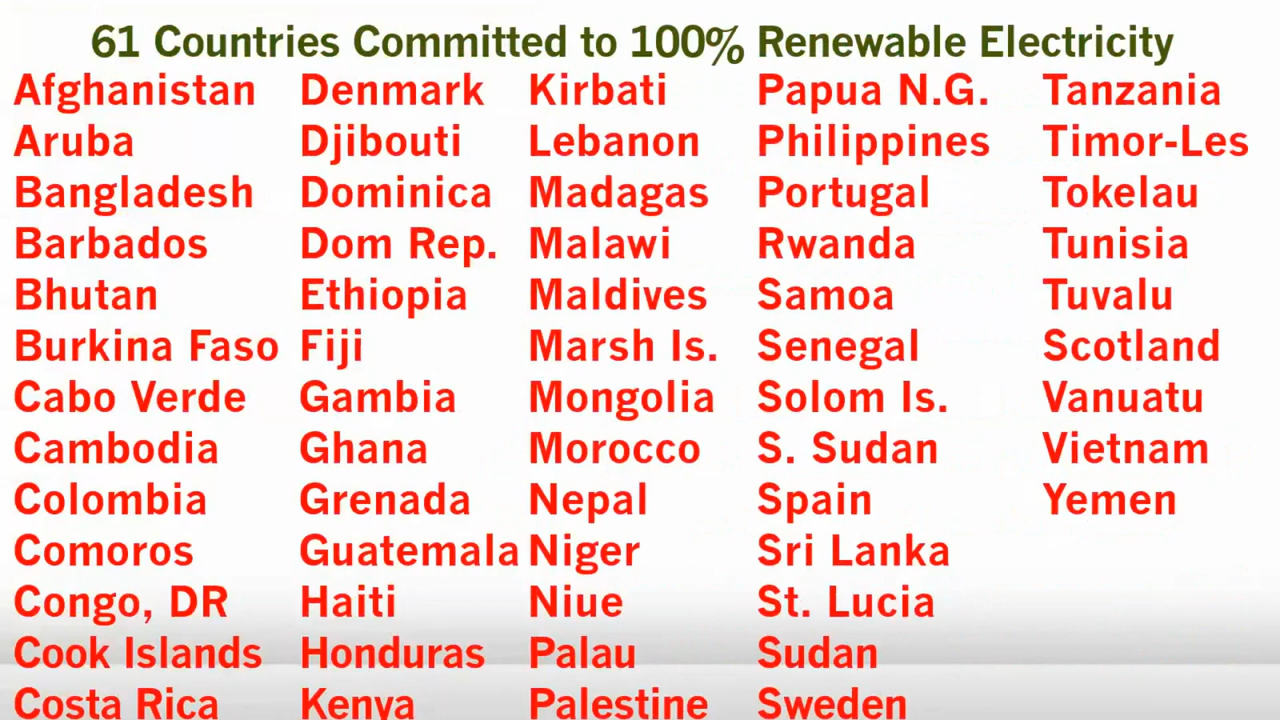 61 Countries Committed to 100% Renewable Electricity
Afghanistan
Aruba
Bangladesh
Barbados
Bhutan
Burkina Faso
Cabo Verde
Cambodia
Colombia
Comoros
Congo, DR
Cook Islands
Costa Rica
Denmark
Djibouti
Dominica
Dom Rep.
Ethiopia
Fiji
Gambia
Ghana
Grenada
Guatemala
Haiti
Honduras
Kenya
Kirbati
Lebanon
Madagas
Malawi
Maldives
Marsh Is.
Mongolia
Morocco
Nepal
Niger
Niue
Palau
Palestine
Papua N.G.
Philippines
Portugal
Rwanda
Samoa
Senegal
Solom Is.
S. Sudan
Spain
Sri Lanka
St. Lucia
Sudan
Sweden
Tanzania
Timor-Les
Tokelau
Tunisia
Tuvalu
Scotland
Vanuatu
Vietnam
Yemen